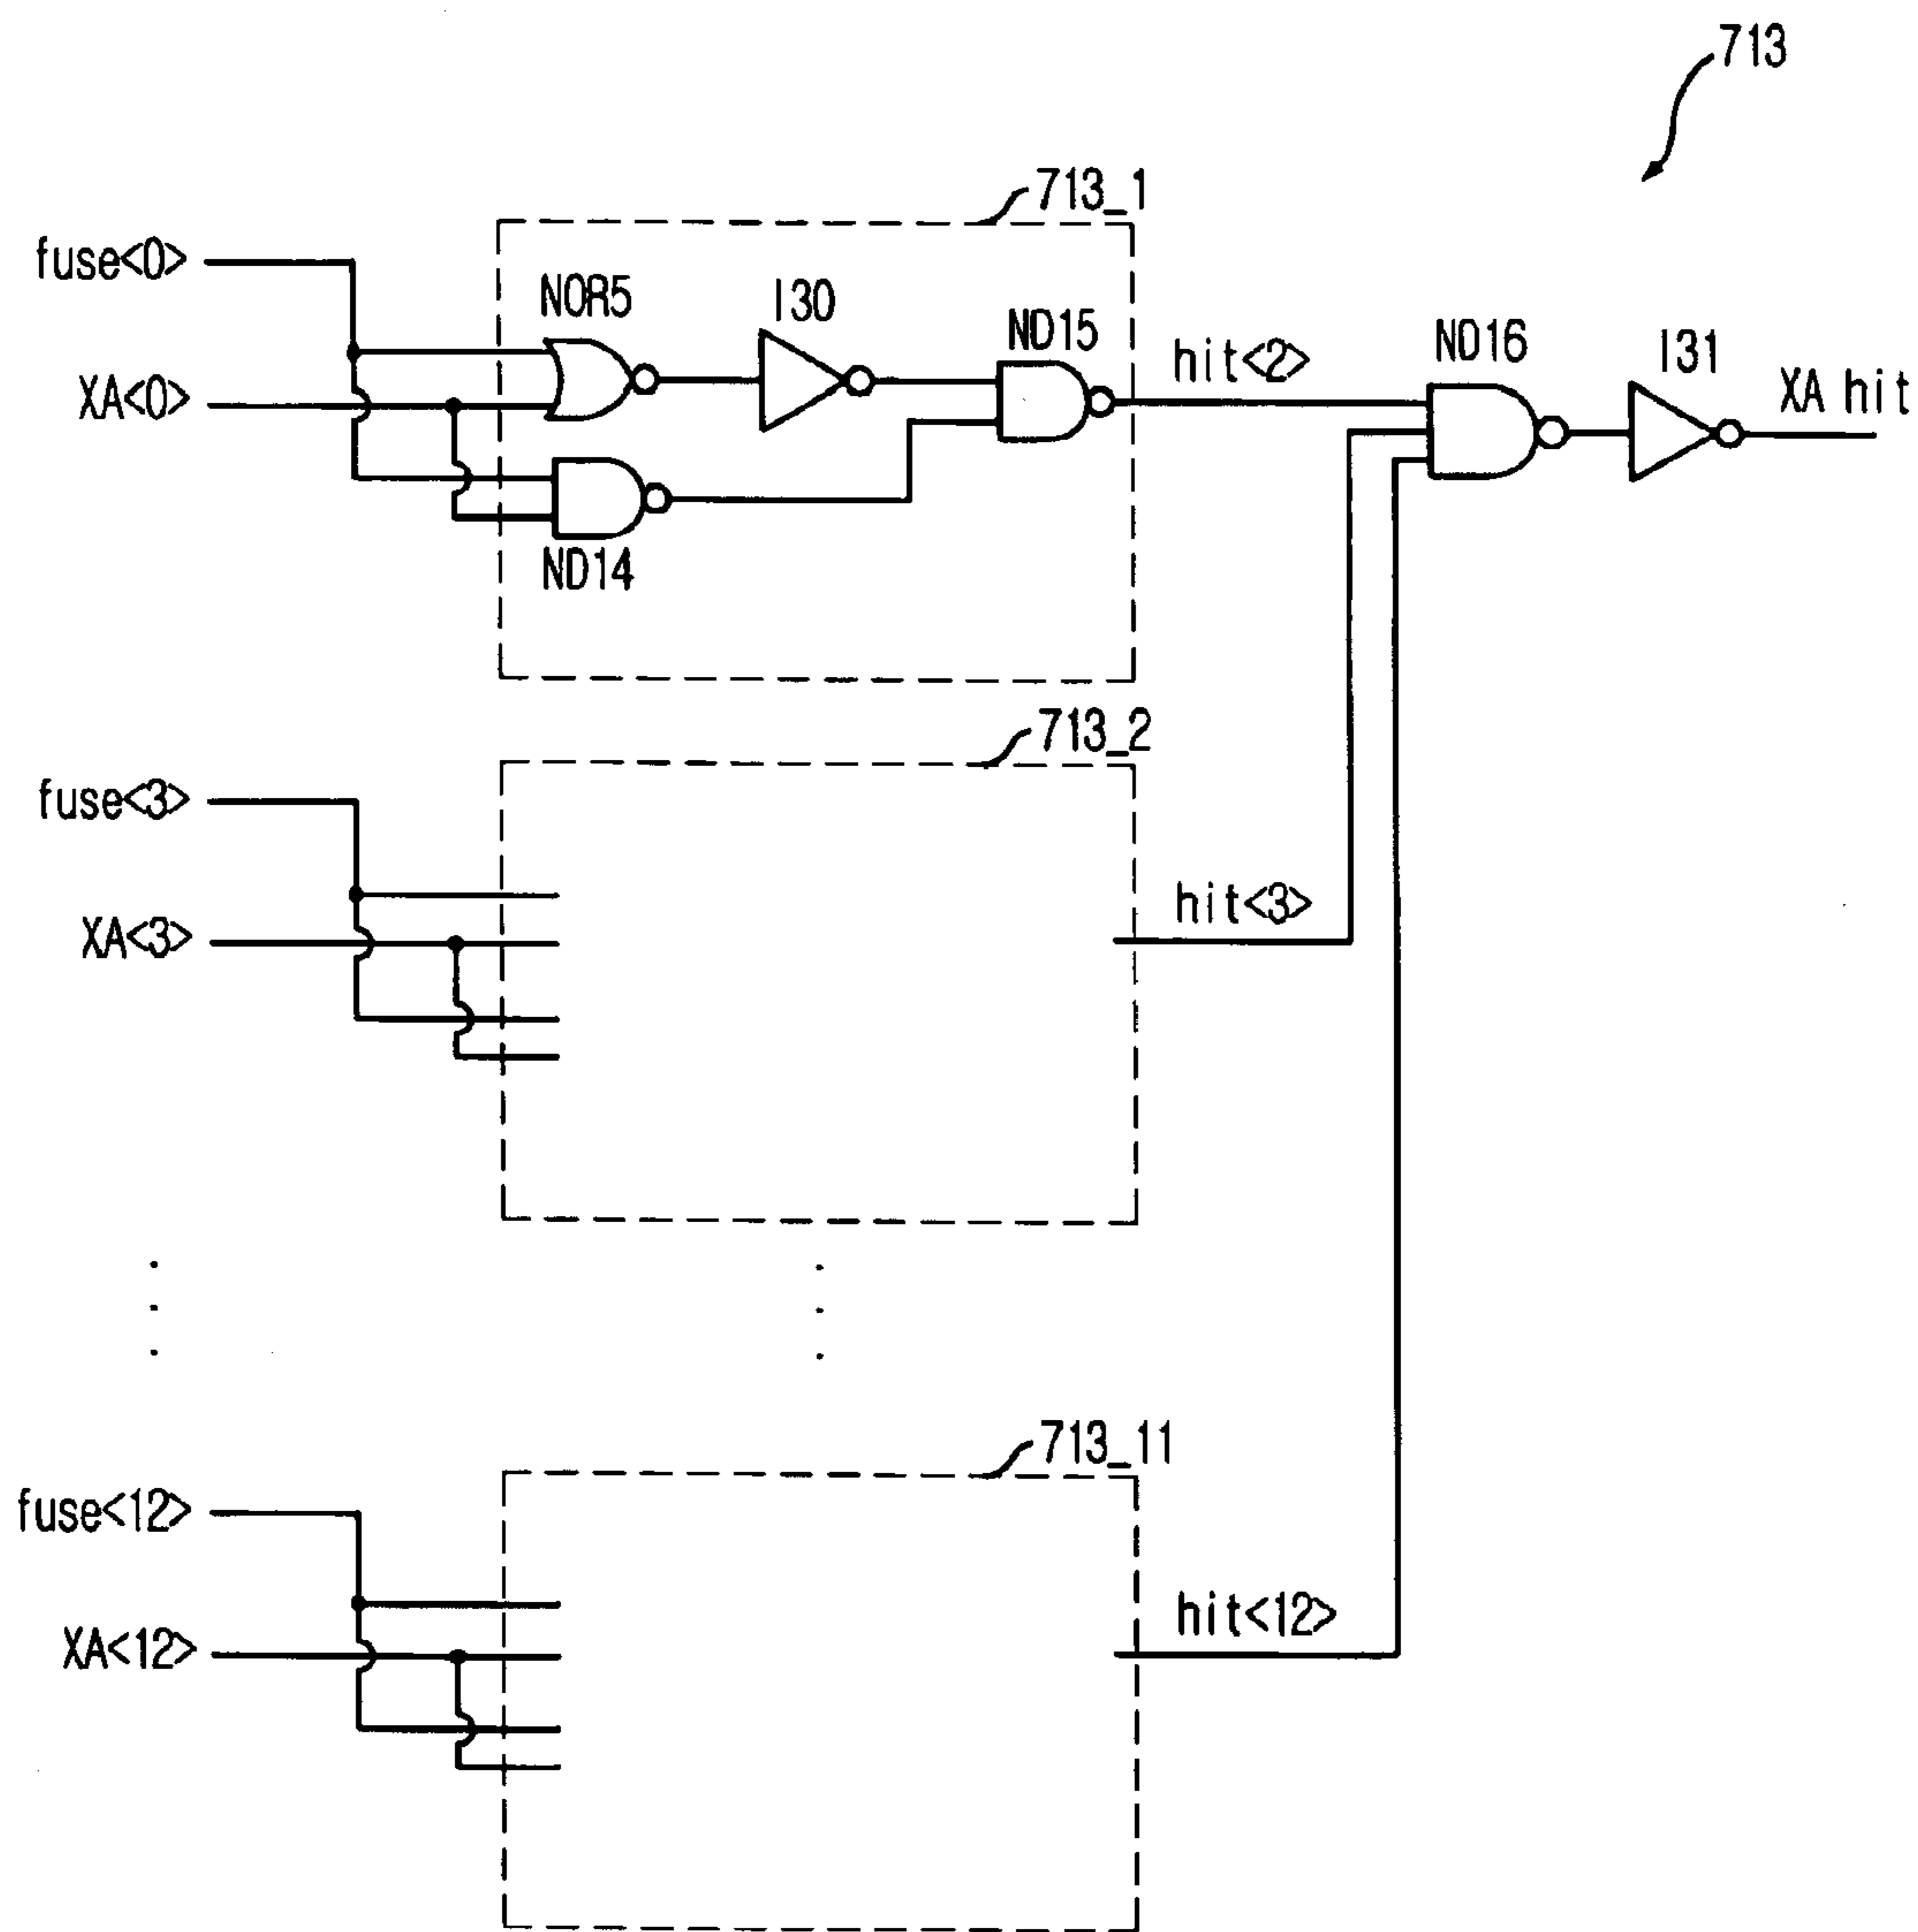 713
713_1
fuse<0>
NOR5
I30
ND15
hit<2>
ND16
I31
XA hit
XA<0>
ND14
713_2
fuse<3>
XA<3>
hit<3>
713_11
fuse<12>
XA<12>
hit<12>